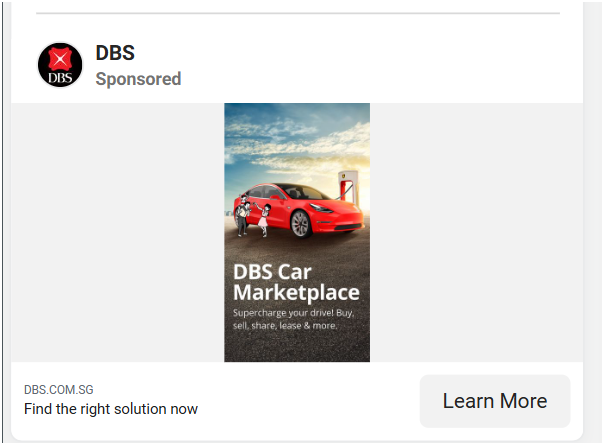 DBS
Sponsored
DBS
DBS Car
Marketplace
Supercharge your drive! Buy,
sell, share, lease & more.
DBS.COM.SG
Find the right solution now
Learn More